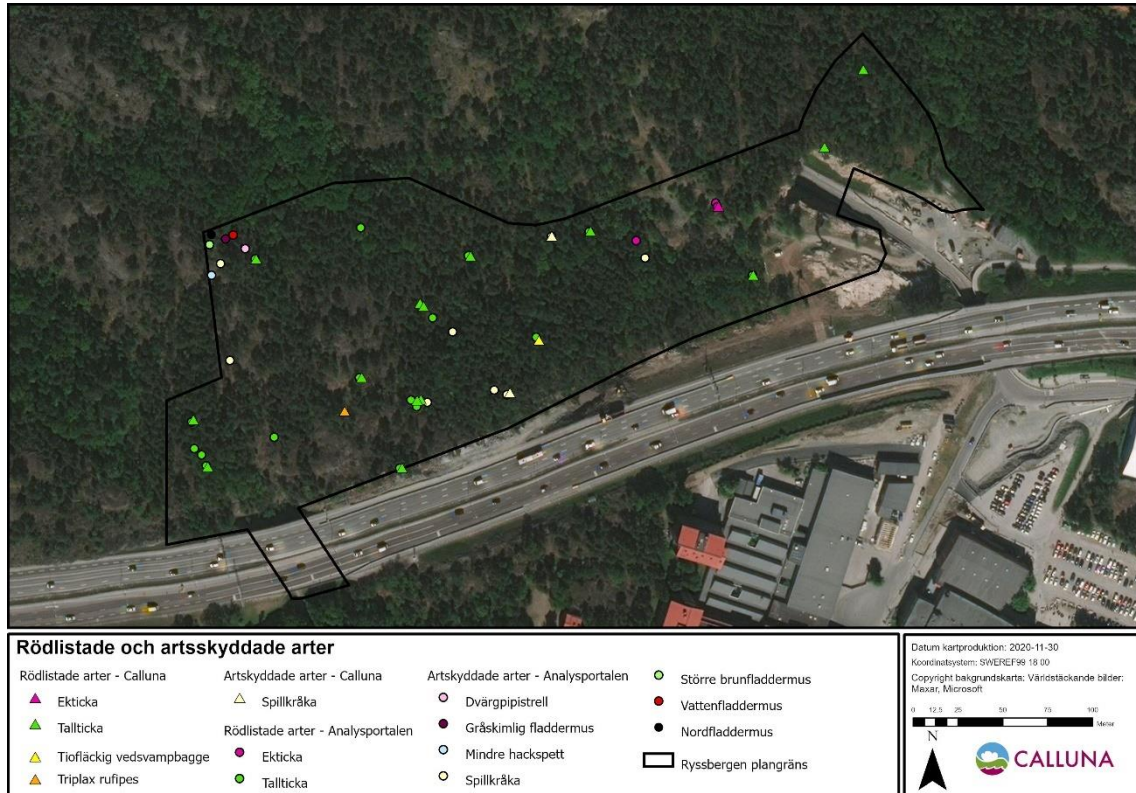 Rödlistade och artsskyddade arter
Rödlistade arter - Calluna
Ekticka
Tallticka
Tiofläckig vedsvampbagge
Triplax rufipes
Artskyddade arter - Calluna
Spillkråka
Rödlistade arter - Analysportalen
Ekticka
Tallticka
Artskyddade arter - Analysportalen
Dvärgpipistrell
Gråskimlig fladdermus
Mindre hackspett
Spillkråka
Större brunfladdermus
Vattenfladdermus
Nordfladdermus
Ryssbergen plangräns
Datum kartproduktion: 2020-11-30
Koordinatsystem: SWEREF99 18 00
Copyright bakgrundskarta: Världstäckande bilder:
Maxar, Microsoft
0 12,5 25 50 75 100
Meter
N
CALLUNA